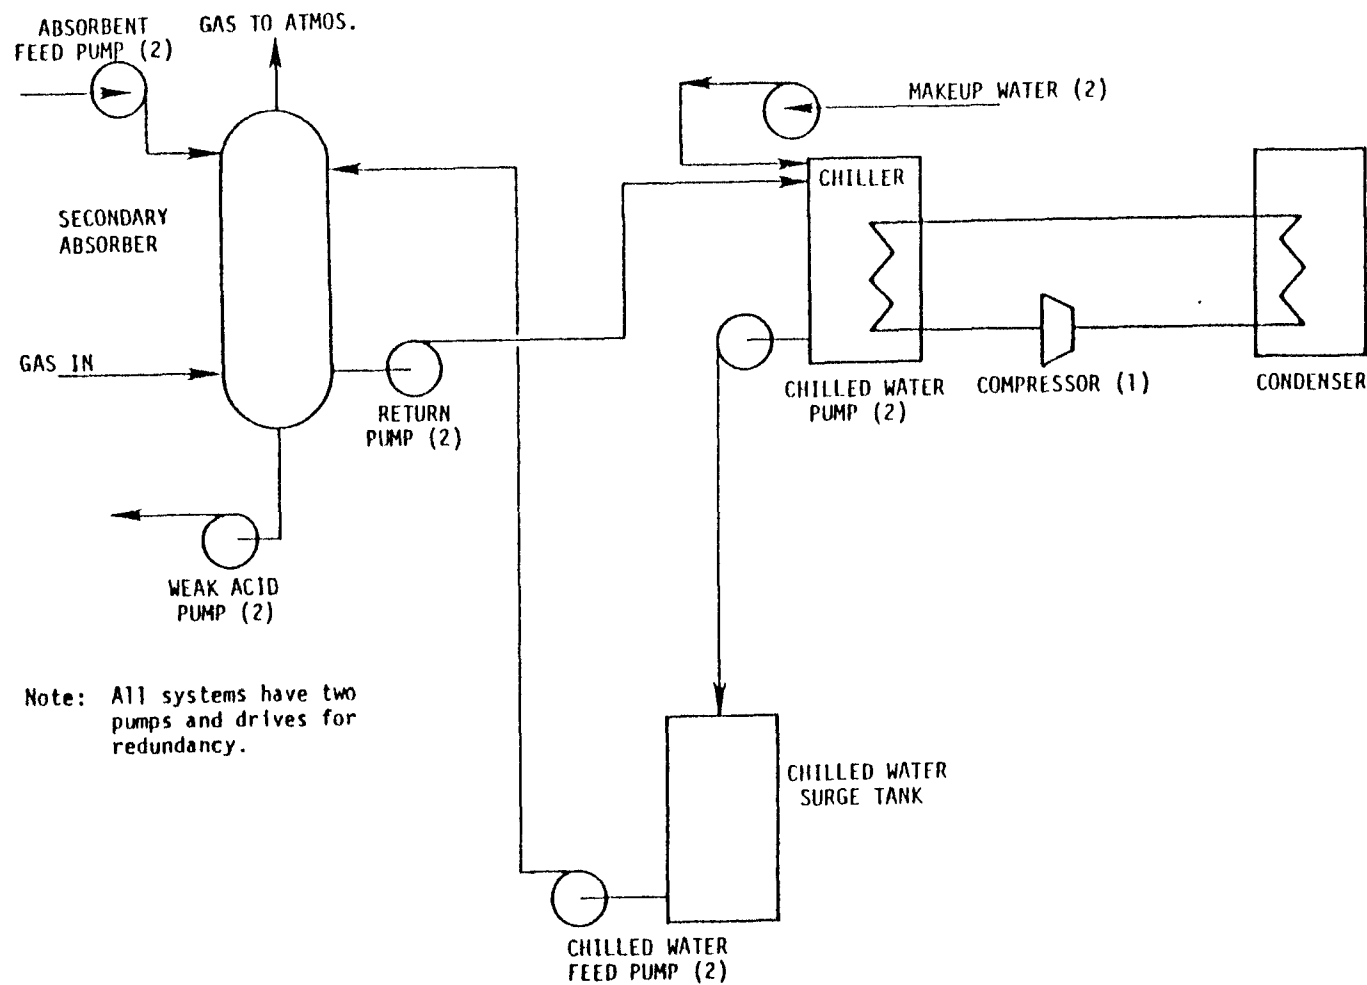 ABSORBENT
FEED PUMP (2)
GAS TO ATMOS.
MAKEUP WATER (2)
CHILLER
SECONDARY
ABSORBER
GAS IN
RETURN
PUMP (2)
CHILLED WATER
PUMP (2)
COMPRESSOR (1)
CONDENSER
WEAK ACID
PUMP (2)
Note: All systems have two
pumps and drives for
redundancy.
CHILLED WATER
SURGE TANK
CHILLED WATER
FEED PUMP (2)